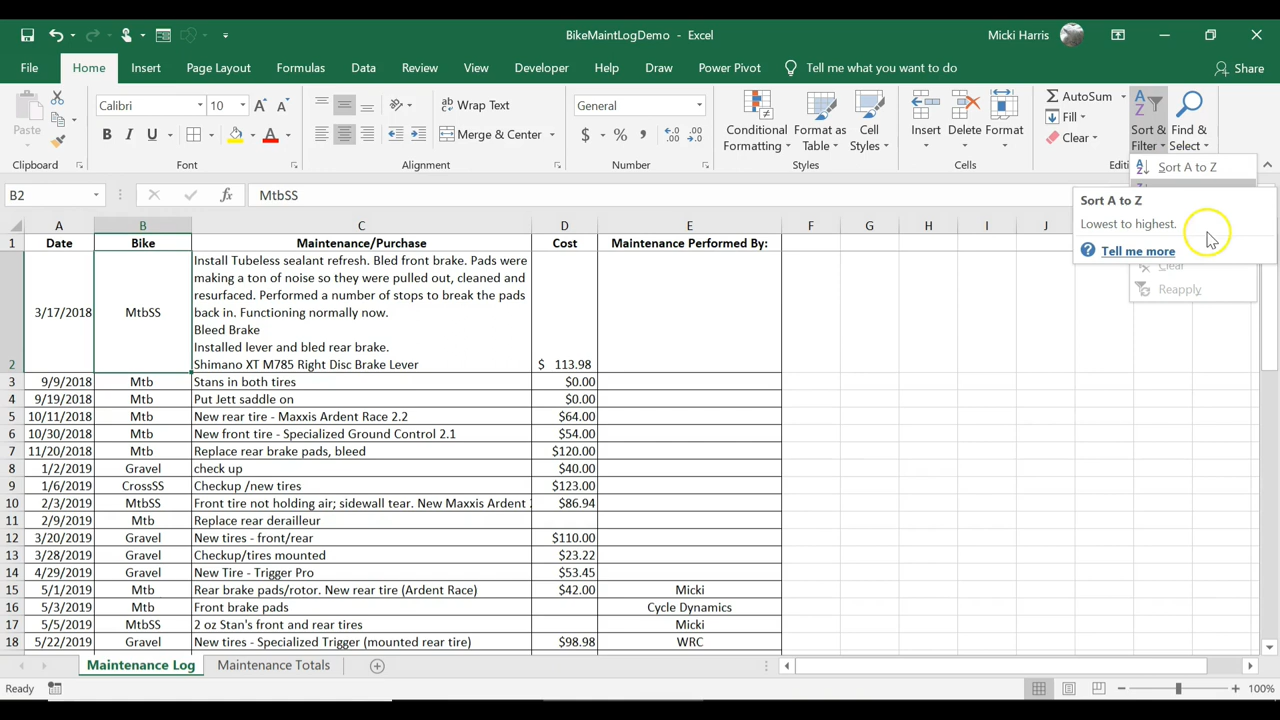 BikeMaintLogDemo - Excel
Micki Harris
File Home Insert Page Layout Formulas Data Review View Developer Help Draw Power Pivot Tell me what you want to do Share
Paste
Calibri 10
B I U
Wrap Text
Merge & Center
General
$ % ,
Conditional Formatting
Format as Table
Cell Styles
Insert Delete Format
AutoSum
Fill
Clear
Sort & Filter
Find & Select
Clipboard Font Alignment Number Styles Cells Editi
Sort A to Z
Sort A to Z
Lowest to highest.
? Tell me more
Clear
Reapply
B2 fx MtbSS
A B C D E F G H I J
1 Date Bike Maintenance/Purchase Cost Maintenance Performed By:
Install Tubeless sealant refresh. Bled front brake. Pads were
making a ton of noise so they were pulled out, cleaned and
resurfaced. Performed a number of stops to break the pads
3/17/2018 MtbSS back in. Functioning normally now.
Bleed Brake
Installed lever and bled rear brake.
2 Shimano XT M785 Right Disc Brake Lever $ 113.98
3 9/9/2018 Mtb Stans in both tires $0.00
4 9/19/2018 Mtb Put Jett saddle on $0.00
5 10/11/2018 Mtb New rear tire - Maxxis Ardent Race 2.2 $64.00
6 10/30/2018 Mtb New front tire - Specialized Ground Control 2.1 $54.00
7 11/20/2018 Mtb Replace rear brake pads, bleed $120.00
8 1/2/2019 Gravel check up $40.00
9 1/6/2019 CrossSS Checkup /new tires $123.00
10 2/3/2019 MtbSS Front tire not holding air; sidewall tear. New Maxxis Ardent $86.94
11 2/9/2019 Mtb Replace rear derailleur
12 3/20/2019 Gravel New tires - front/rear $110.00
13 3/28/2019 Gravel Checkup/tires mounted $23.22
14 4/29/2019 Gravel New Tire - Trigger Pro $53.45
15 5/1/2019 Mtb Rear brake pads/rotor. New rear tire (Ardent Race) $42.00 Micki
16 5/3/2019 Mtb Front brake pads Cycle Dynamics
17 5/5/2019 MtbSS 2 oz Stan's front and rear tires Micki
18 5/22/2019 Gravel New tires - Specialized Trigger (mounted rear tire) $98.98 WRC
Maintenance Log Maintenance Totals
Ready 100%